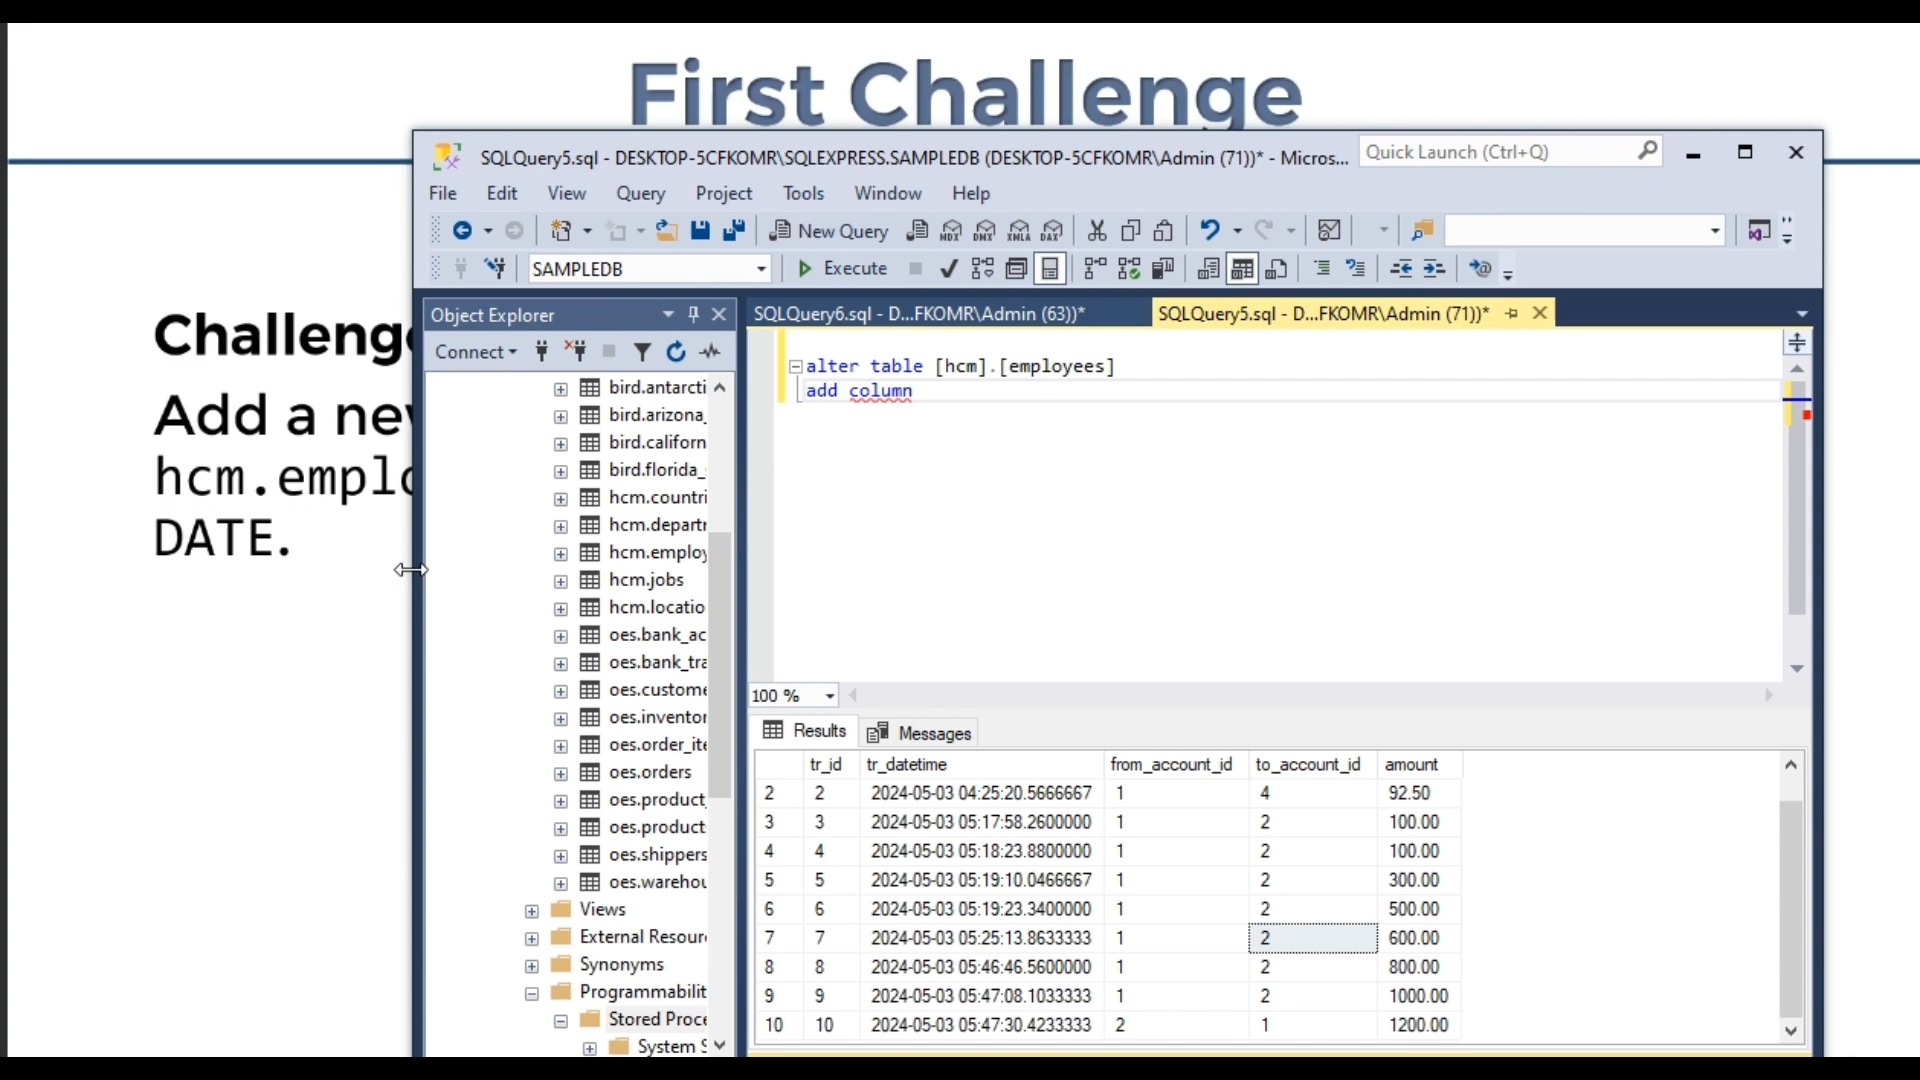 First Challenge
Challeng
Add a ne
hcm.empl
DATE.
SQLQuery5.sql - DESKTOP-5CFKOMR\SQLEXPRESS.SAMPLEDB (DESKTOP-5CFKOMR\Admin (71))* - Micros...
Quick Launch (Ctrl+Q)
File Edit View Query Project Tools Window Help
New Query
MDX DMX XMLA DAX
SAMPLEDB
Execute
Object Explorer
Connect
bird.antarcti
bird.arizona_
bird.californ
bird.florida_
hcm.countri
hcm.departr
hcm.employ
hcm.jobs
hcm.locatio
oes.bank_ac
oes.bank_tra
oes.custome
oes.inventor
oes.order_ite
oes.orders
oes.product_
oes.product
oes.shippers
oes.warehou
Views
External Resour
Synonyms
Programmabilit
Stored Proce
System S
SQLQuery6.sql - D...FKOMR\Admin (63))*
SQLQuery5.sql - D...FKOMR\Admin (71))*
alter table [hcm].[employees]
add column
100 %
Results Messages
tr_id tr_datetime from_account_id to_account_id amount
2 2 2024-05-03 04:25:20.5666667 1 4 92.50
3 3 2024-05-03 05:17:58.2600000 1 2 100.00
4 4 2024-05-03 05:18:23.8800000 1 2 100.00
5 5 2024-05-03 05:19:10.0466667 1 2 300.00
6 6 2024-05-03 05:19:23.3400000 1 2 500.00
7 7 2024-05-03 05:25:13.8633333 1 2 600.00
8 8 2024-05-03 05:46:46.5600000 1 2 800.00
9 9 2024-05-03 05:47:08.1033333 1 2 1000.00
10 10 2024-05-03 05:47:30.4233333 2 1 1200.00